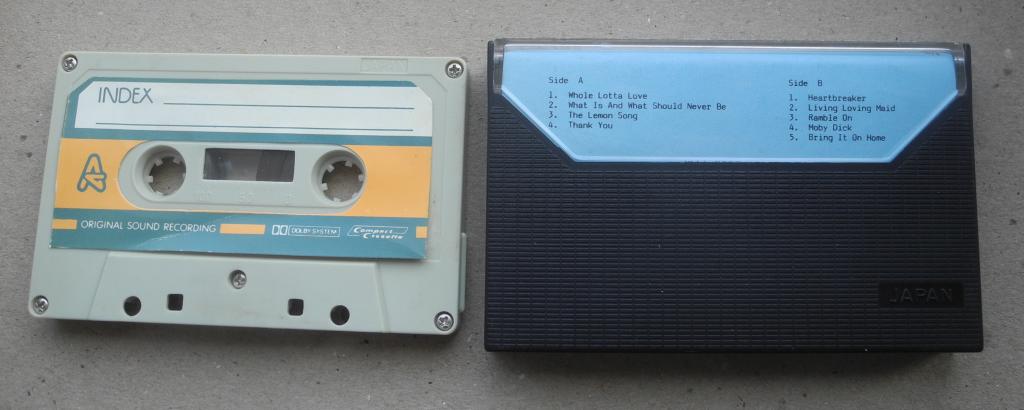 JAPAN
INDEX
A
ORIGINAL SOUND RECORDING
DOLBY SYSTEM
Compact Cassette
Side A
1. Whole Lotta Love
2. What Is And What Should Never Be
3. The Lemon Song
4. Thank You
Side B
1. Heartbreaker
2. Living Loving Maid
3. Ramble On
4. Moby Dick
5. Bring It On Home
JAPAN